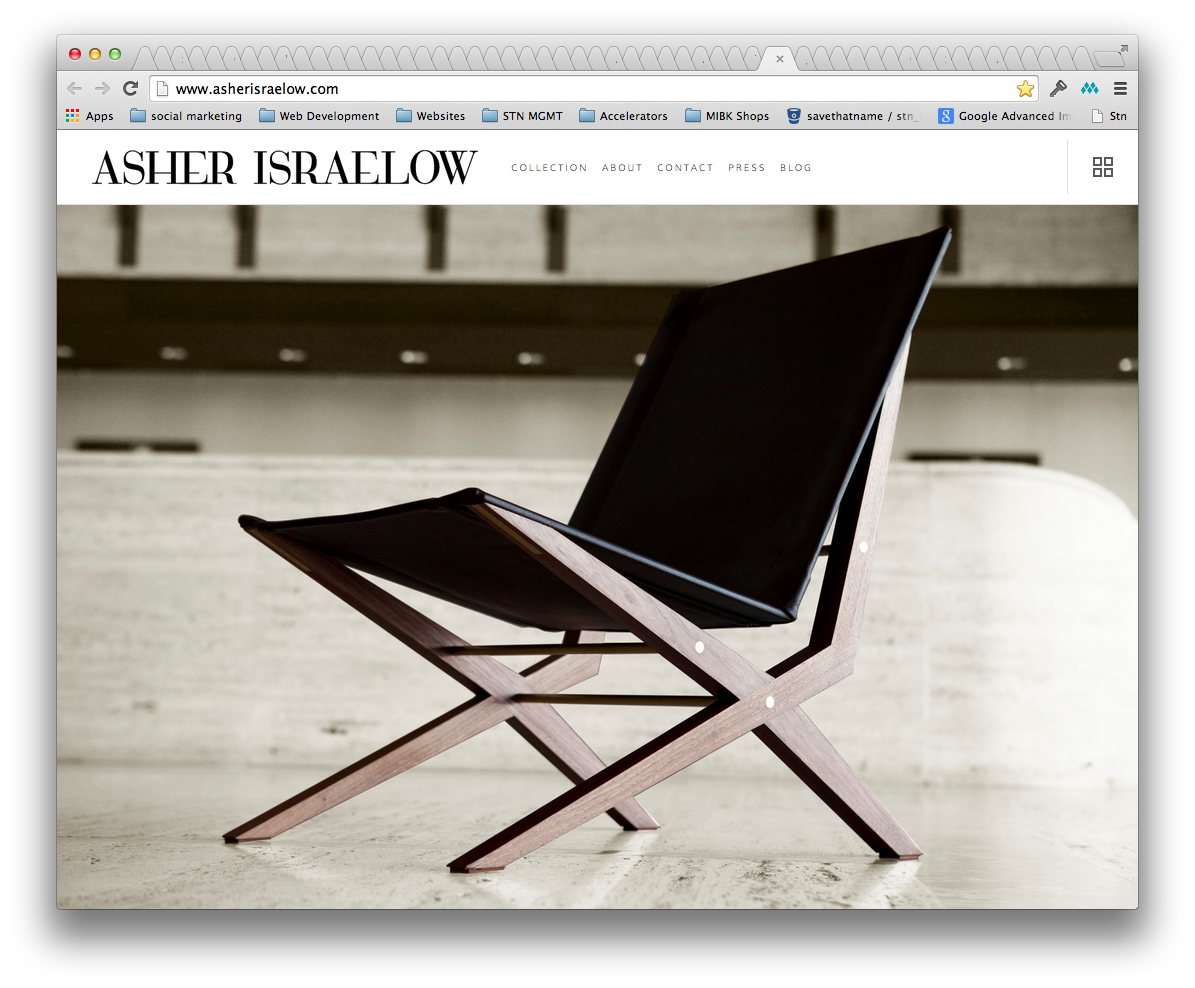 www.asherisraelow.com
Apps social marketing Web Development Websites STN MGMT Accelerators MIBK Shops savethatname / stn_ Google Advanced Im Stn
ASHER ISRAELOW COLLECTION ABOUT CONTACT PRESS BLOG